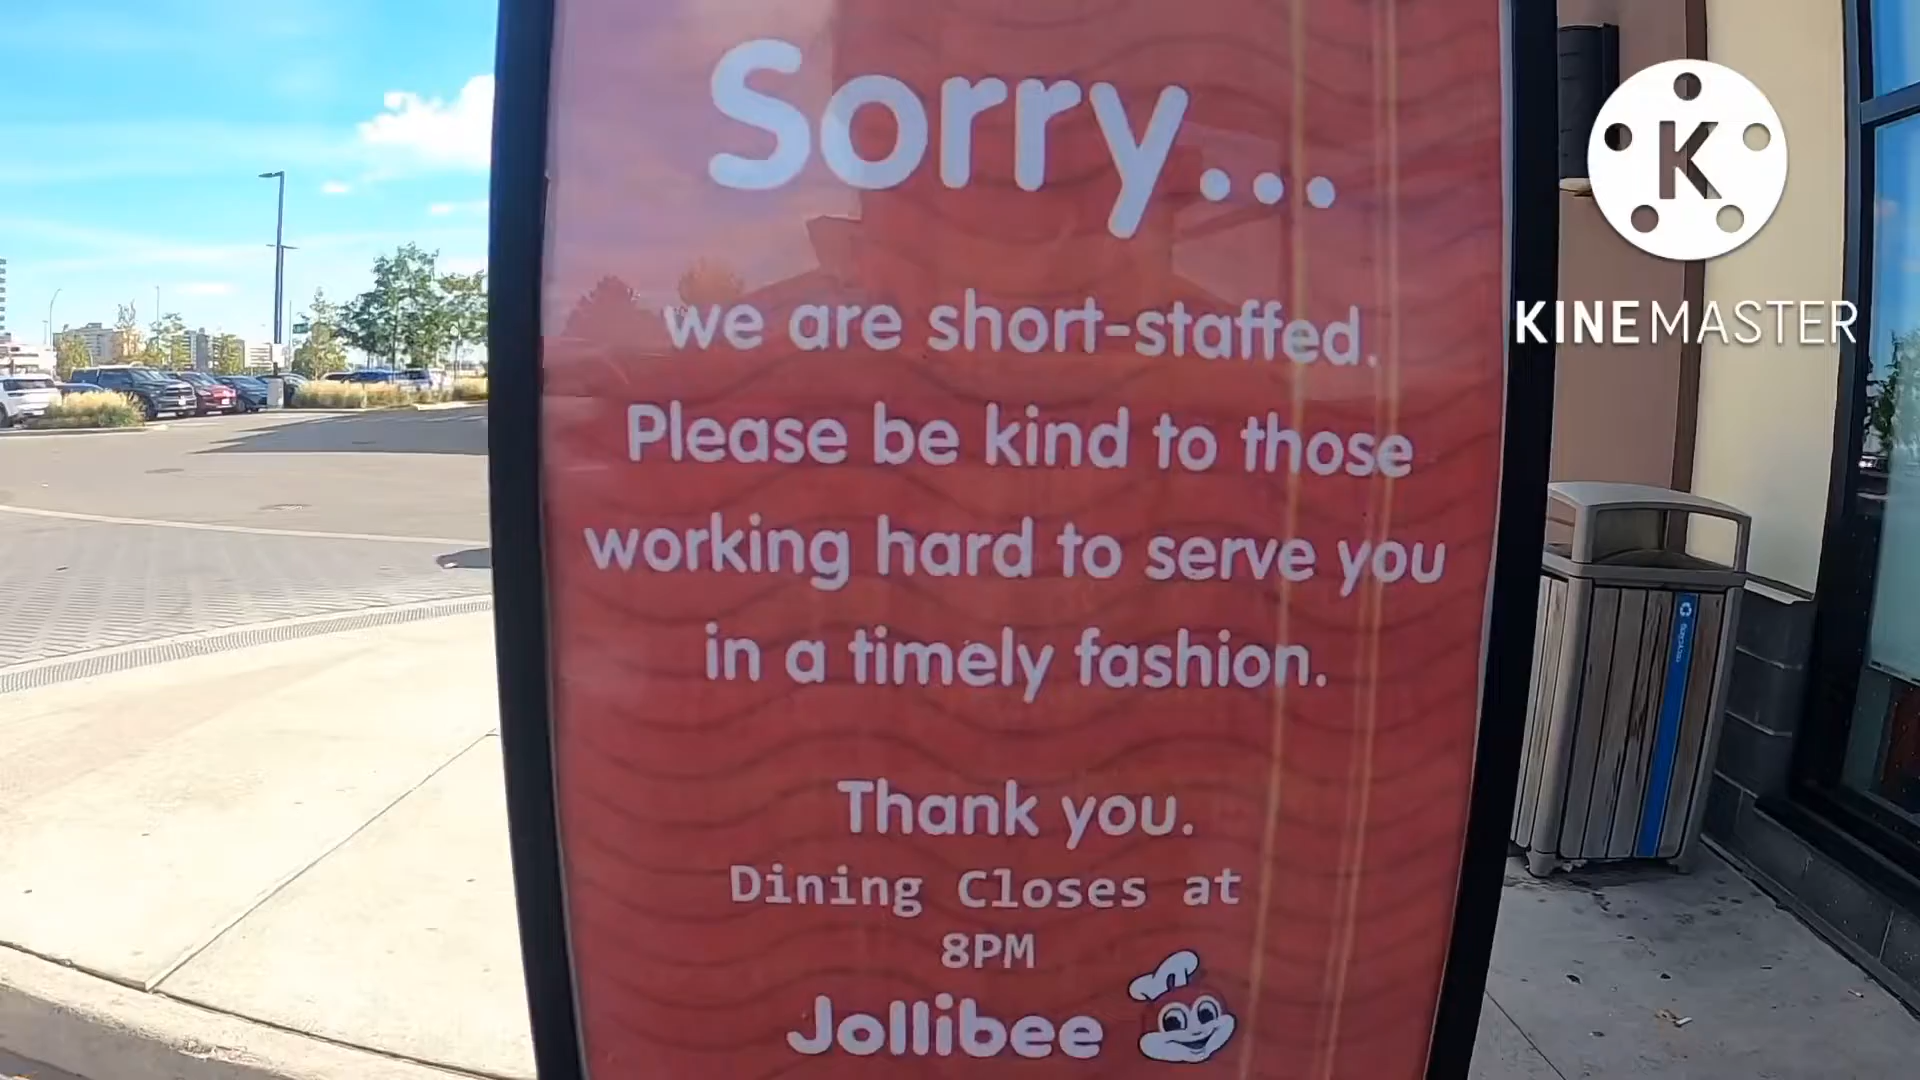 Sorry...
we are short-staffed.
Please be kind to those
working hard to serve you
in a timely fashion.
Thank you.
Dining Closes at
8PM
Jollibee
K
KINEMASTER